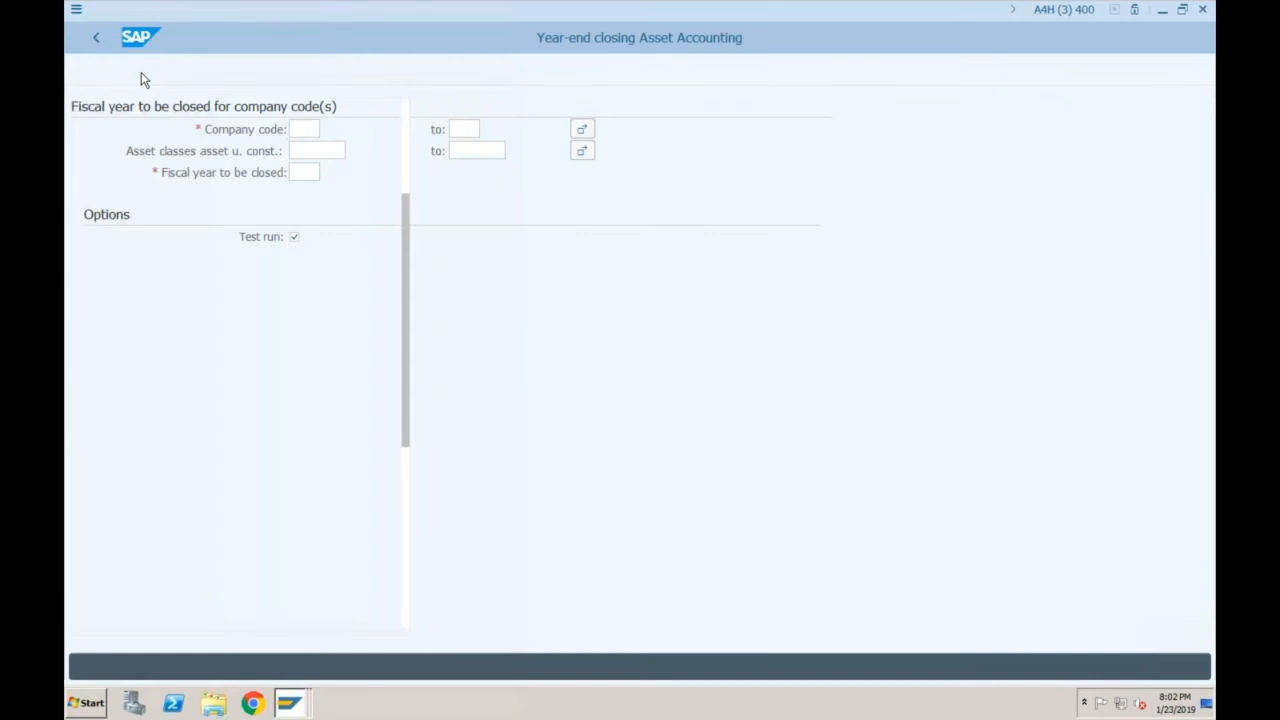 A4H (3) 400
SAP
Year-end closing Asset Accounting
Fiscal year to be closed for company code(s)
* Company code: to:
Asset classes asset u. const.: to:
* Fiscal year to be closed:
Options
Test run:
Start
8:02 PM
1/23/2019